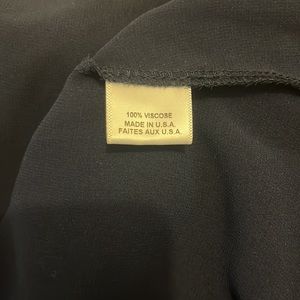 100% VISCOSE
MADE IN U.S.A.
FAITES AUX U.S.A